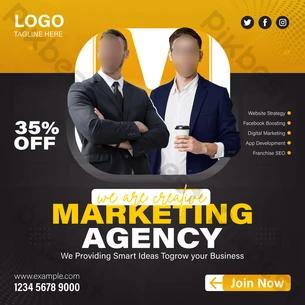 LOGO
TAGLINE HERE
Website Strategy
Facebook Boosting
Digital Marketing
App Development
Franchise SEO
35%
OFF
we are creative
MARKETING
AGENCY
We Providing Smart Ideas Togrow your Business
www.example.com
1234 5678 9000
Join Now